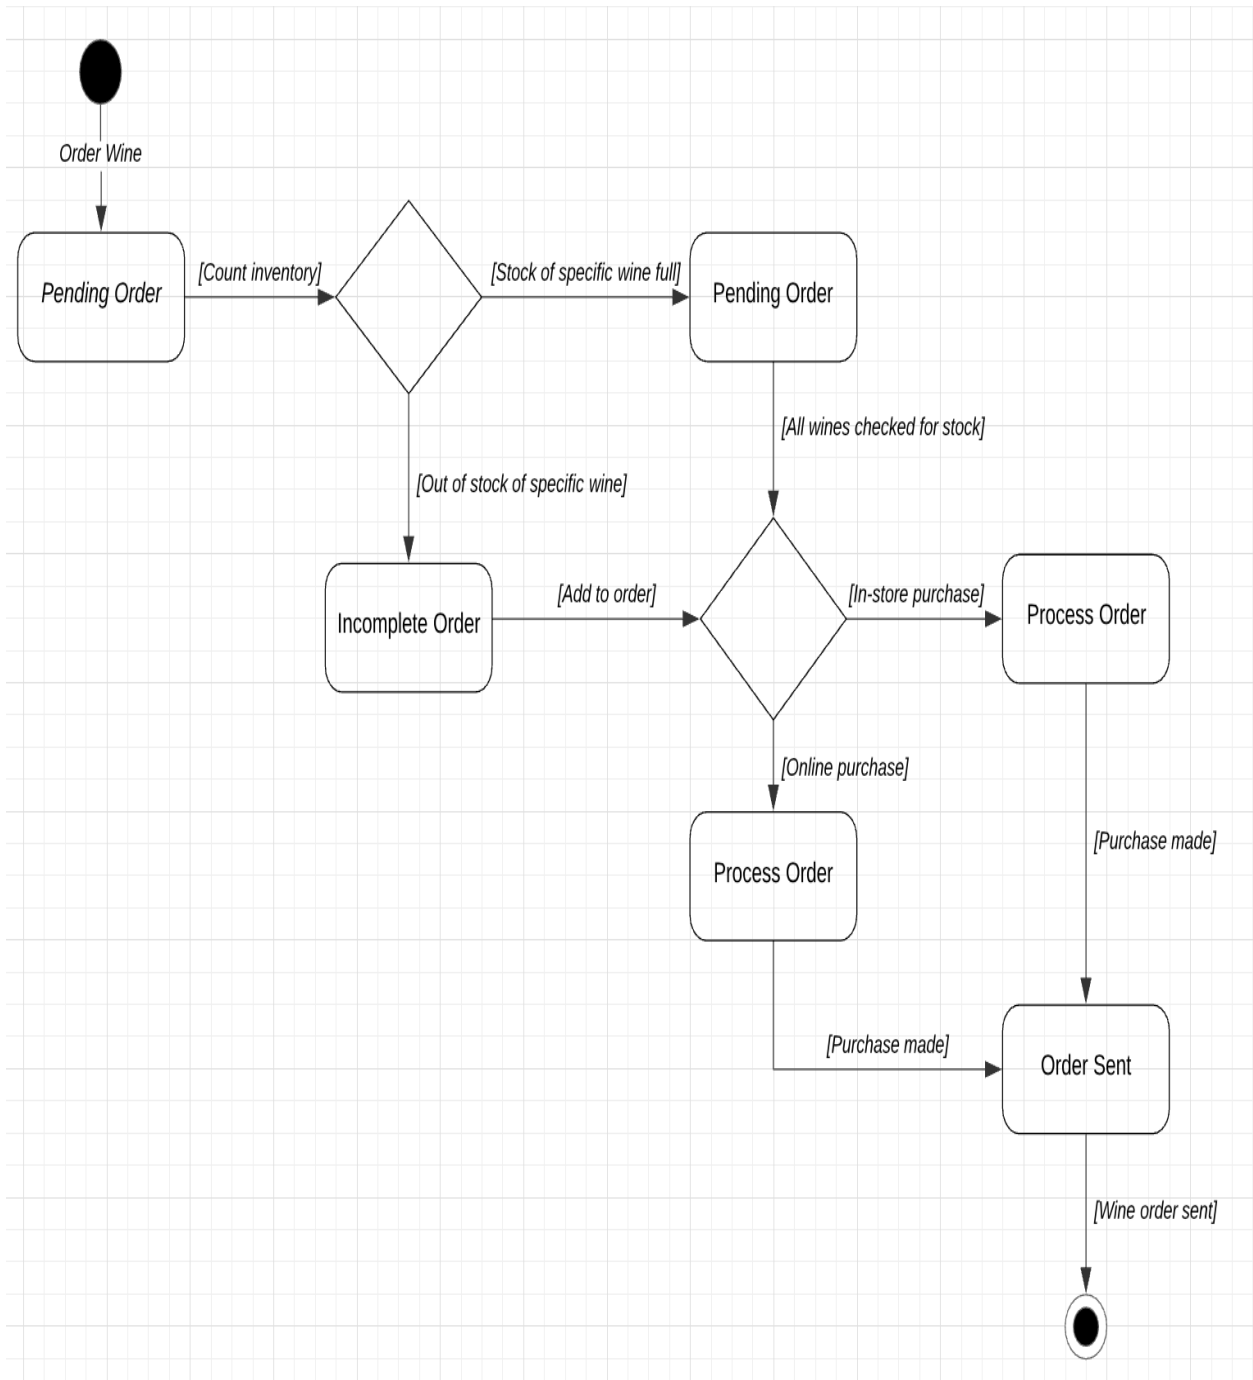 Order Wine
Pending Order
[Count inventory]
[Stock of specific wine full]
Pending Order
[All wines checked for stock]
[Out of stock of specific wine]
Incomplete Order
[Add to order]
[In-store purchase]
Process Order
[Online purchase]
Process Order
[Purchase made]
[Purchase made]
Order Sent
[Wine order sent]